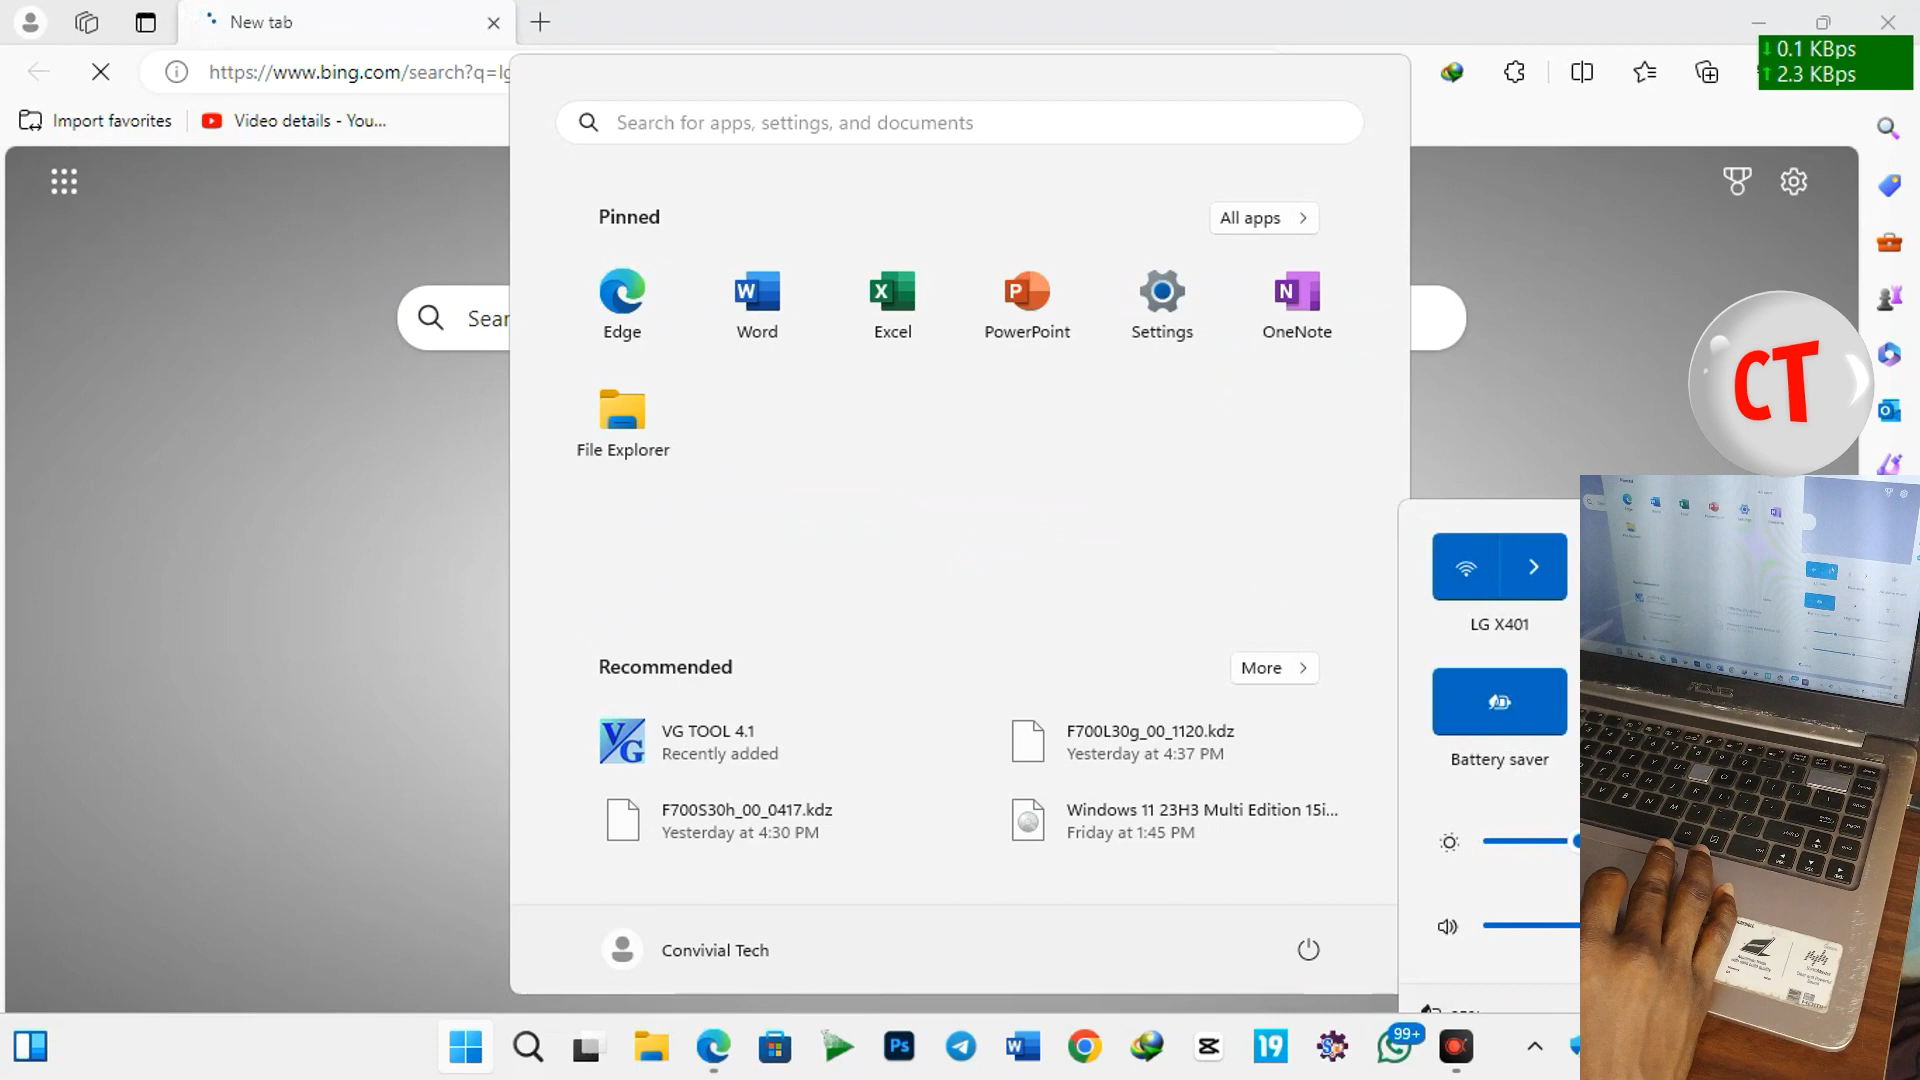 New tab
0.1 KBps
2.3 KBps
https://www.bing.com/search?q=lg
Import favorites
Video details - You...
Search for apps, settings, and documents
Pinned
All apps
Edge
Word
Excel
PowerPoint
Settings
OneNote
Sear
File Explorer
CT
LG X401
Battery saver
Recommended
More
VG TOOL 4.1
Recently added
F700L30g_00_1120.kdz
Yesterday at 4:37 PM
F700S30h_00_0417.kdz
Yesterday at 4:30 PM
Windows 11 23H3 Multi Edition 15i...
Friday at 1:45 PM
Convivial Tech
ASUS
Ps
19
99+